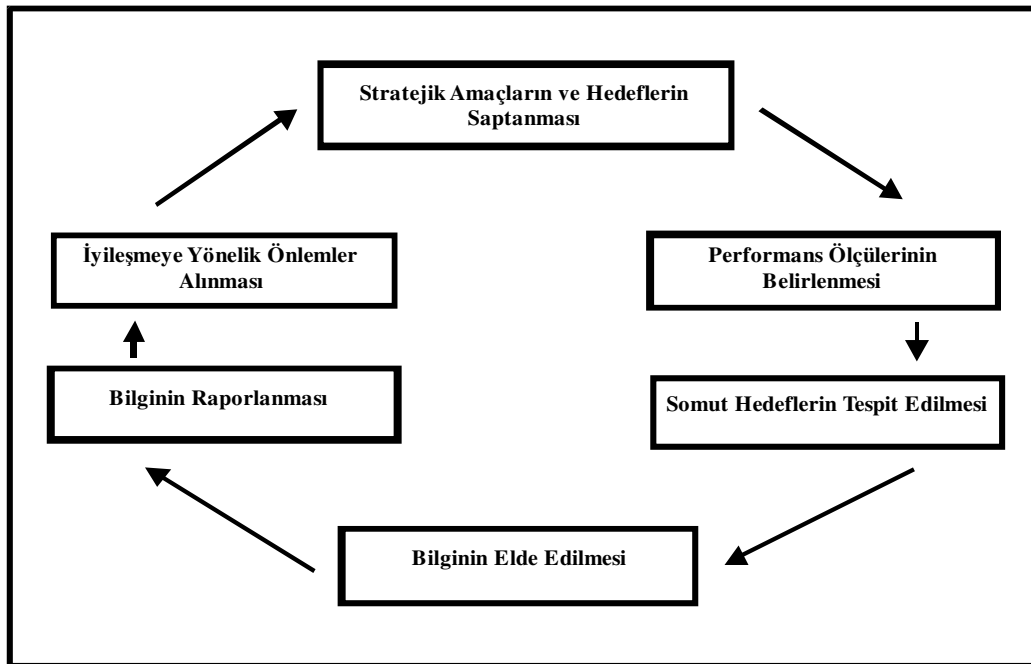 Stratejik Amaçların ve Hedeflerin
Saptanması
İyileşmeye Yönelik Önlemler
Alınması
Performans Ölçülerinin
Belirlenmesi
Bilginin Raporlanması
Somut Hedeflerin Tespit Edilmesi
Bilginin Elde Edilmesi